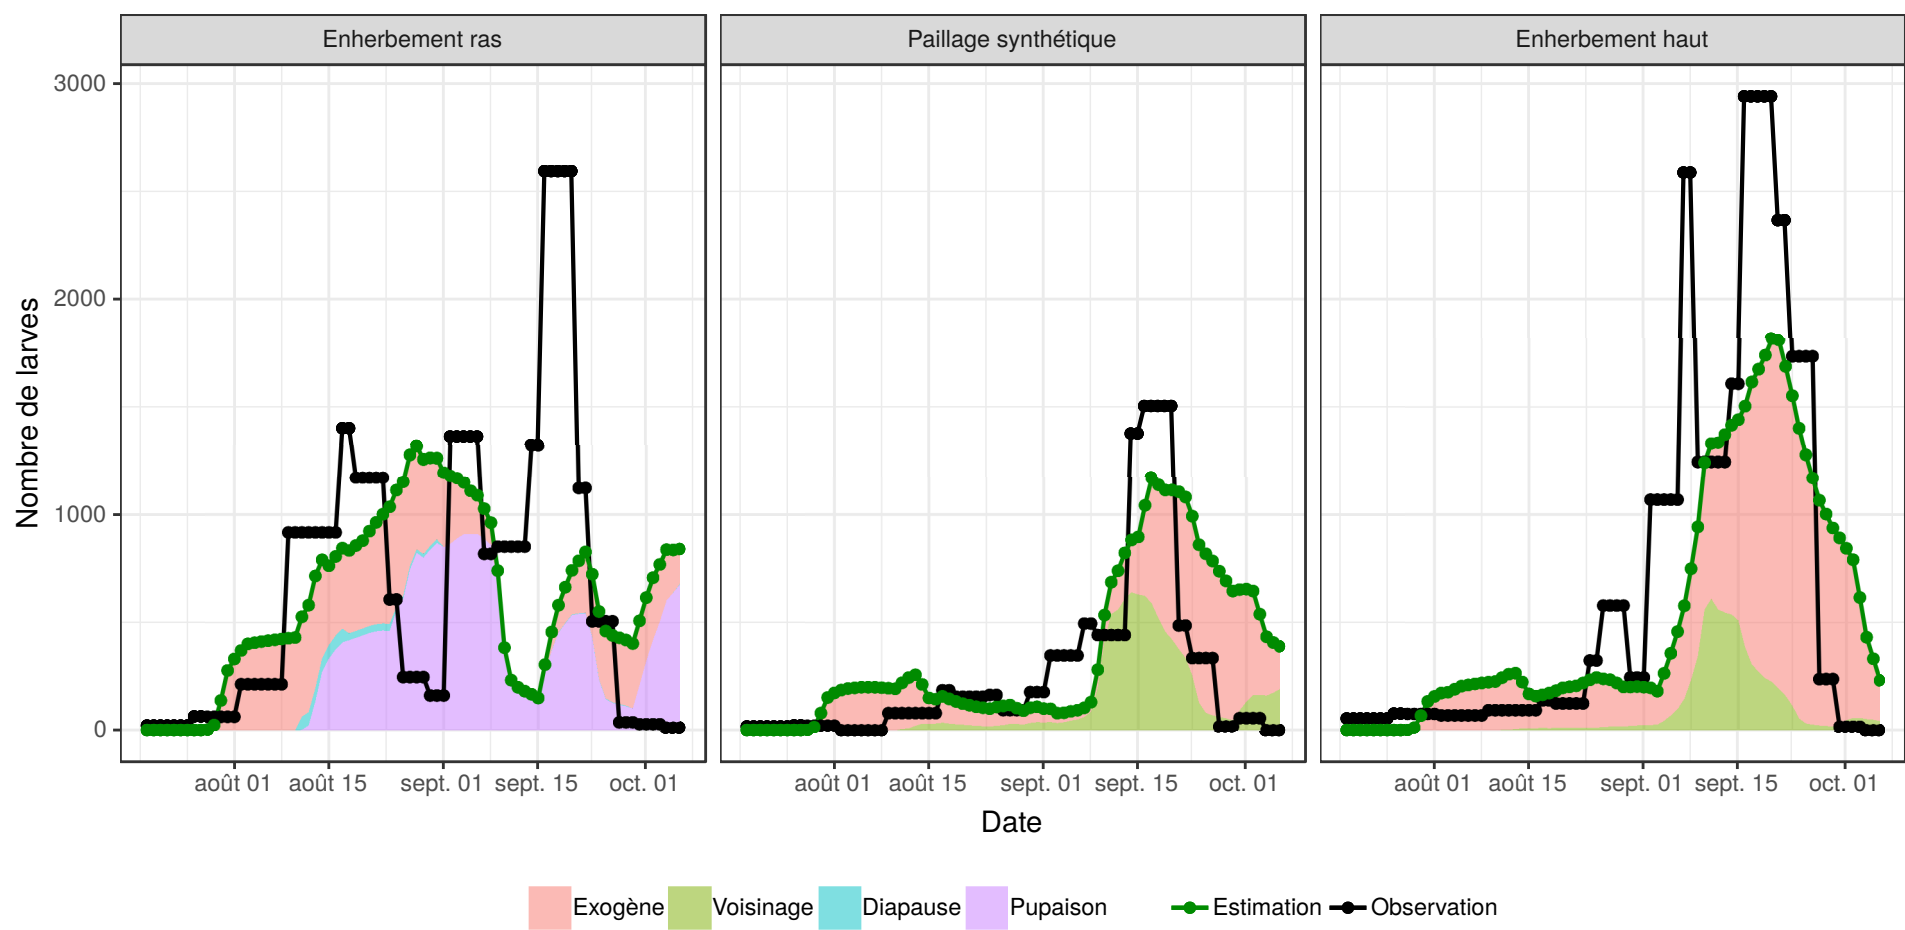 Enherbement ras
Paillage synthétique
Enherbement haut
Nombre de larves
3000
2000
1000
0
août 01 août 15 sept. 01 sept. 15 oct. 01
août 01 août 15 sept. 01 sept. 15 oct. 01
août 01 août 15 sept. 01 sept. 15 oct. 01
Date
Exogène Voisinage Diapause Pupaison Estimation Observation